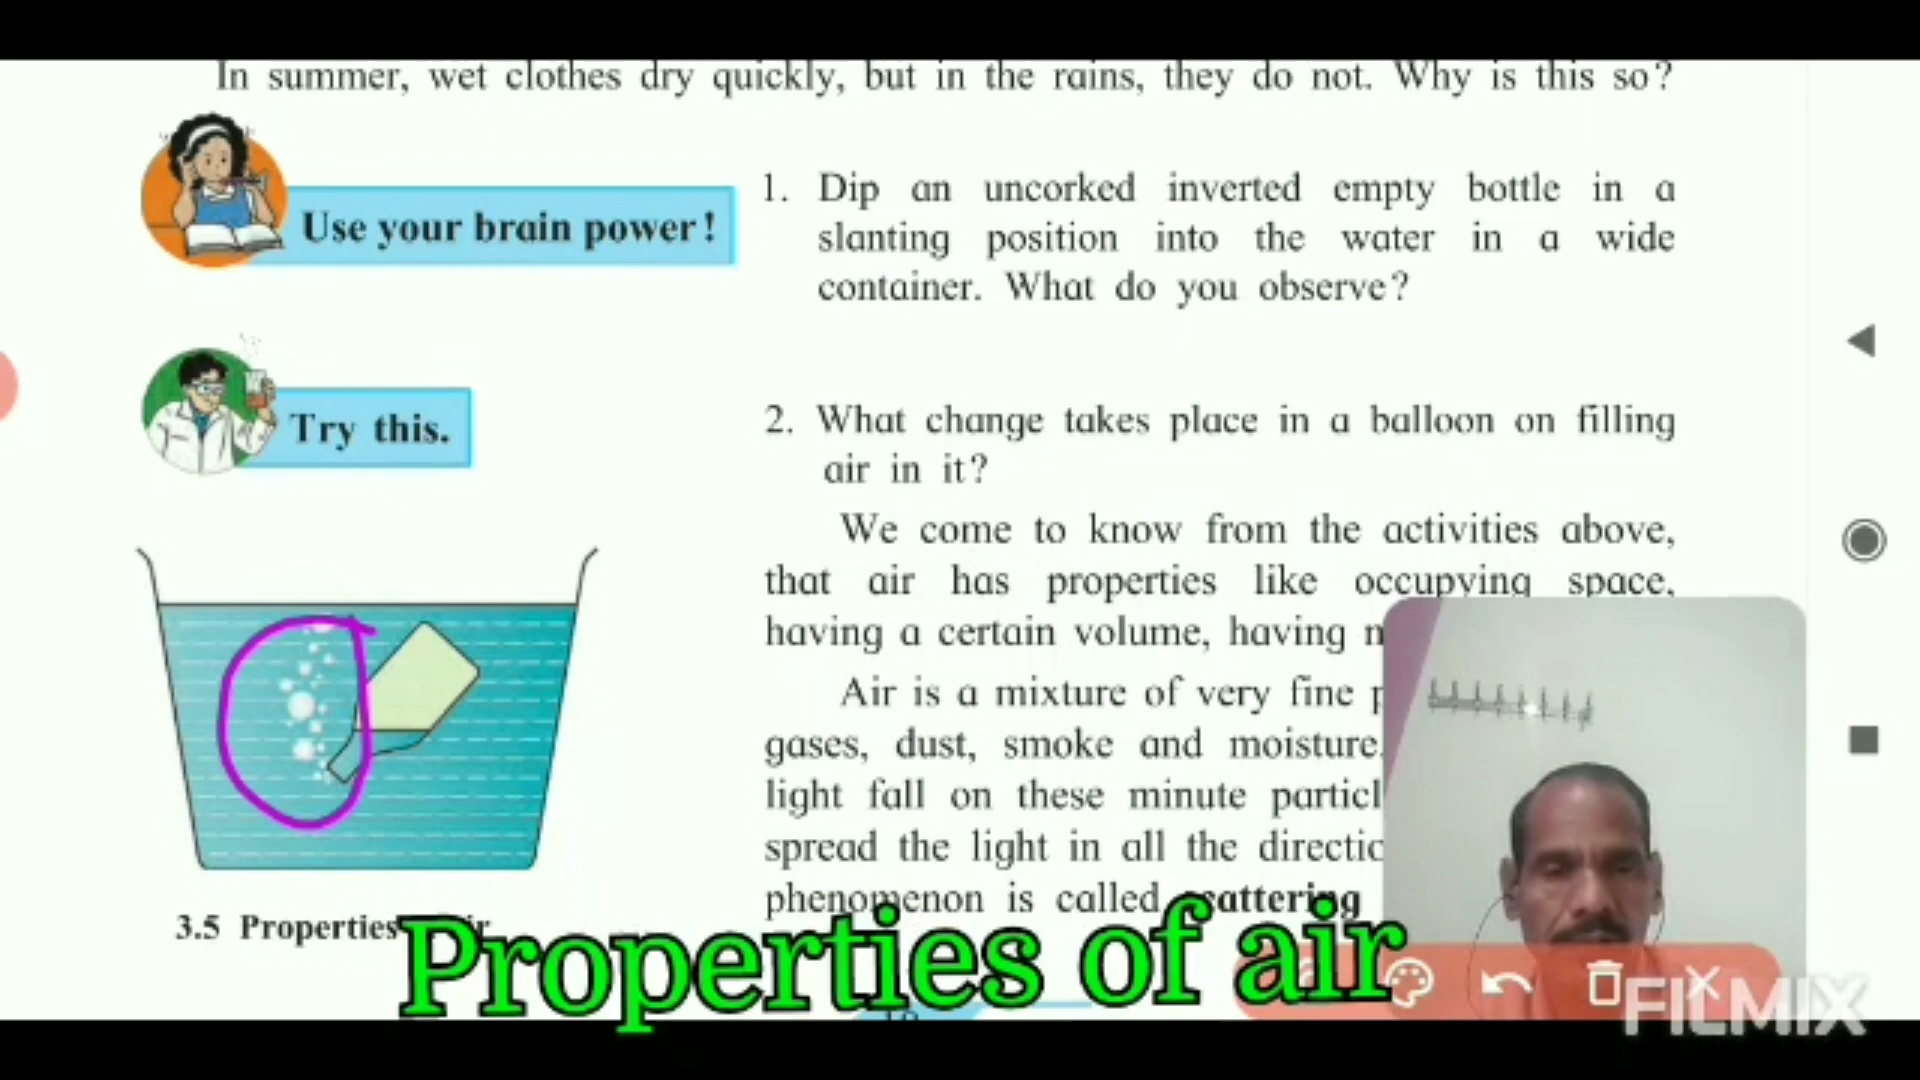 In summer, wet clothes dry quickly, but in the rains, they do not. Why is this so?
Use your brain power!
1. Dip an uncorked inverted empty bottle in a
slanting position into the water in a wide
container. What do you observe?
Try this.
2. What change takes place in a balloon on filling
air in it?
We come to know from the activities above,
that air has properties like occupying space,
having a certain volume, having
Air is a mixture of very fine
gases, dust, smoke and moisture.
light fall on these minute
spread the light in all the
phenomenon is called scattering
3.5 Properties
Properties of air
FILMIX